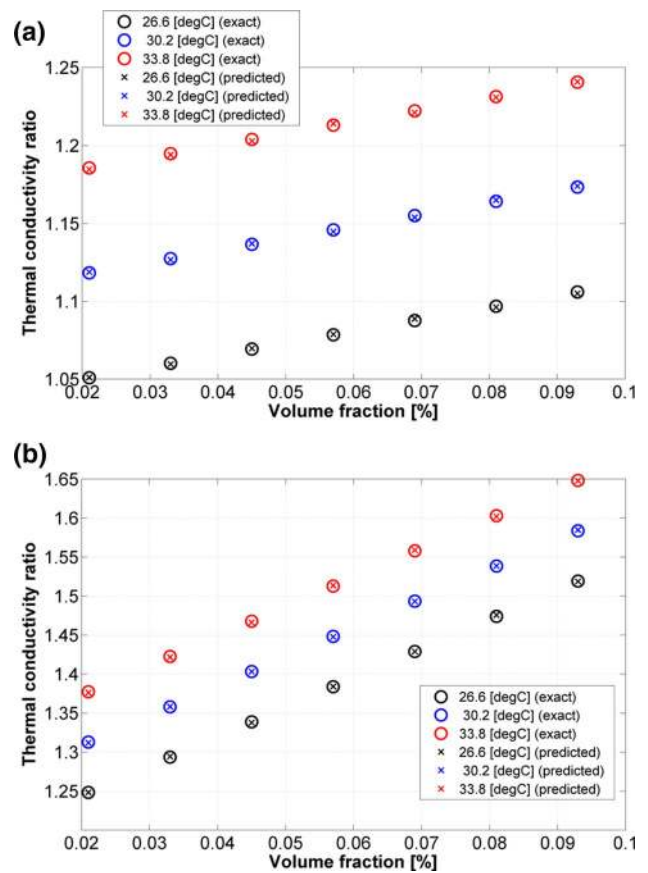 (a)
26.6 [degC] (exact)
30.2 [degC] (exact)
33.8 [degC] (exact)
26.6 [degC] (predicted)
30.2 [degC] (predicted)
33.8 [degC] (predicted)
Thermal conductivity ratio
1.25
1.2
1.15
1.1
1.05
0.02 0.03 0.04 0.05 0.06 0.07 0.08 0.09 0.1
Volume fraction [%]
(b)
Thermal conductivity ratio
1.65
1.6
1.55
1.5
1.45
1.4
1.35
1.3
1.25
26.6 [degC] (exact)
30.2 [degC] (exact)
33.8 [degC] (exact)
26.6 [degC] (predicted)
30.2 [degC] (predicted)
33.8 [degC] (predicted)
0.02 0.03 0.04 0.05 0.06 0.07 0.08 0.09 0.1
Volume fraction [%]